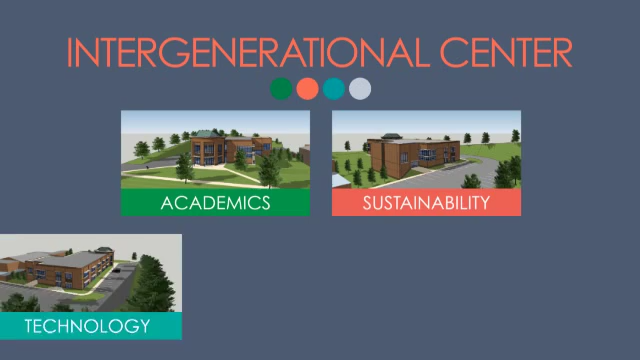 INTERGENERATIONAL CENTER
ACADEMICS
SUSTAINABILITY
TECHNOLOGY